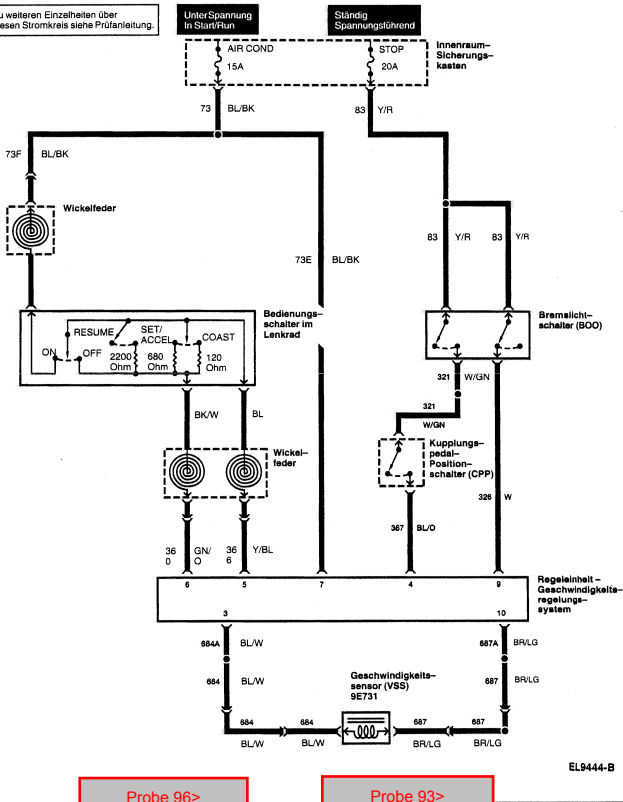 u weiteren Einzelheiten über
esen Stromkreis siehe Prüfanleitung.
UnterSpannung
In Start/Run
Ständig
Spannungsführend
AIR COND
15A
STOP
20A
Innenraum–
Sicherungs–
kasten
73 BL/BK
83 Y/R
73F BL/BK
Wickelfeder
73E BL/BK
83 Y/R
83 Y/R
Bedienungs–
schalter im
Lenkrad
Bremslicht–
schalter (BOO)
RESUME
SET/
ACCEL
COAST
ON
OFF
2200
Ohm
680
Ohm
120
Ohm
321 W/GN
321
W/GN
BK/W
BL
Kupplungs–
pedal–
Position–
schalter (CPP)
Wickel–
feder
326 W
367 BL/O
36
0
GN/
O
36
6
Y/BL
6
5
7
4
9
Regeleinheit –
Geschwindigkeits–
regelungs–
system
3
10
684A BL/W
687A BR/LG
684 BL/W
687 BR/LG
Geschwindigkeits–
sensor (VSS)
9E731
684
684
687
687
BL/W
BL/W
BR/LG
BR/LG
EL9444-B
Probe 96>
Probe 93>